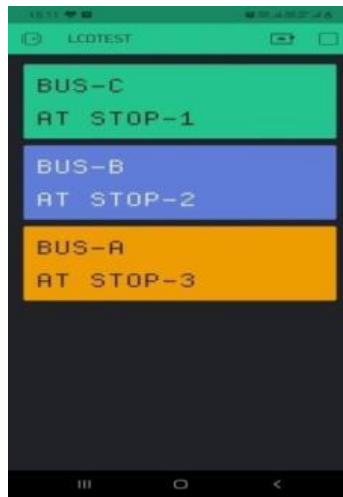 LCDTEST
BUS-C
AT STOP-1
BUS-B
AT STOP-2
BUS-A
AT STOP-3